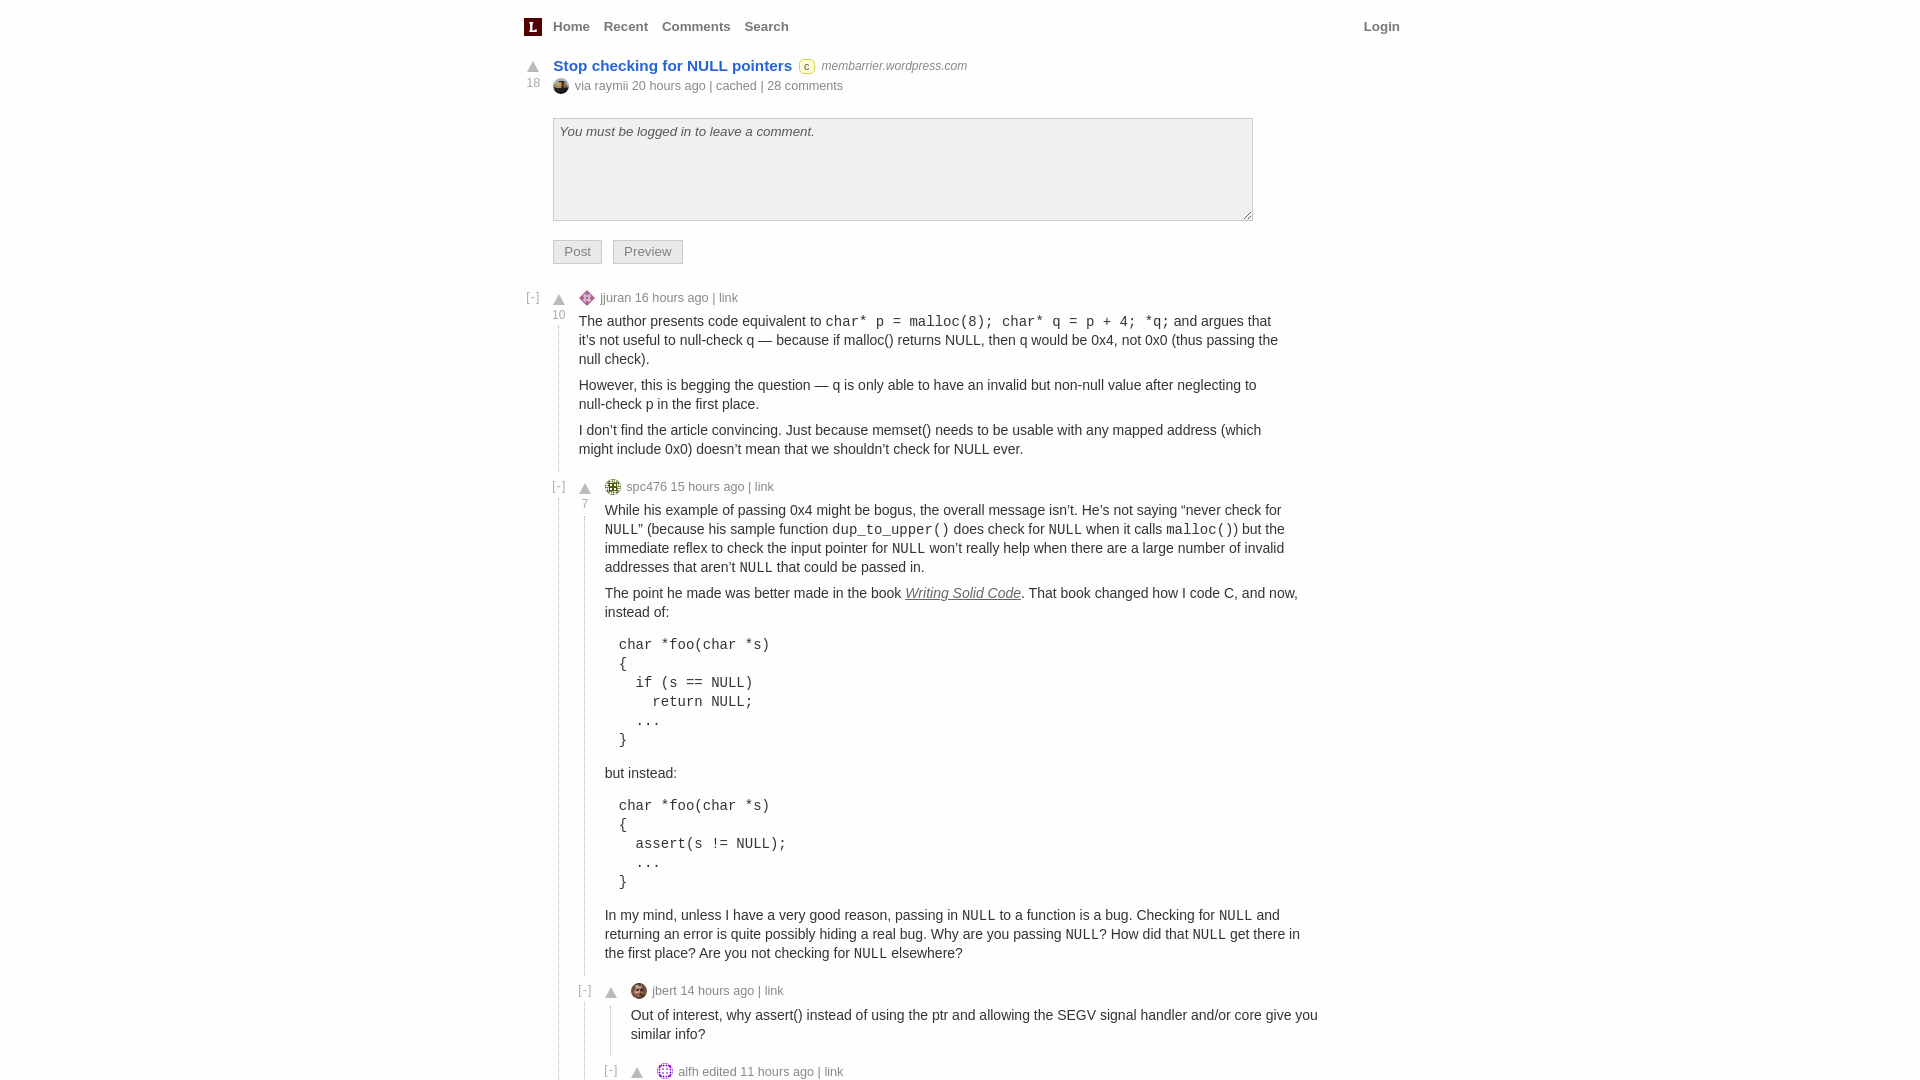 L Home Recent Comments Search Login
Stop checking for NULL pointers c membarrier.wordpress.com
18 via raymii 20 hours ago | cached | 28 comments
You must be logged in to leave a comment.
Post Preview
[-] jjuran 16 hours ago | link
10
The author presents code equivalent to char* p = malloc(8); char* q = p + 4; *q; and argues that
it’s not useful to null-check q — because if malloc() returns NULL, then q would be 0x4, not 0x0 (thus passing the
null check).
However, this is begging the question — q is only able to have an invalid but non-null value after neglecting to
null-check p in the first place.
I don’t find the article convincing. Just because memset() needs to be usable with any mapped address (which
might include 0x0) doesn’t mean that we shouldn’t check for NULL ever.
[-] spc476 15 hours ago | link
7
While his example of passing 0x4 might be bogus, the overall message isn’t. He’s not saying “never check for
NULL” (because his sample function dup_to_upper() does check for NULL when it calls malloc()) but the
immediate reflex to check the input pointer for NULL won’t really help when there are a large number of invalid
addresses that aren’t NULL that could be passed in.
The point he made was better made in the book Writing Solid Code. That book changed how I code C, and now,
instead of:
char *foo(char *s)
{
  if (s == NULL)
    return NULL;
  ...
}
but instead:
char *foo(char *s)
{
  assert(s != NULL);
  ...
}
In my mind, unless I have a very good reason, passing in NULL to a function is a bug. Checking for NULL and
returning an error is quite possibly hiding a real bug. Why are you passing NULL? How did that NULL get there in
the first place? Are you not checking for NULL elsewhere?
[-] jbert 14 hours ago | link
Out of interest, why assert() instead of using the ptr and allowing the SEGV signal handler and/or core give you
similar info?
[-] alfh edited 11 hours ago | link